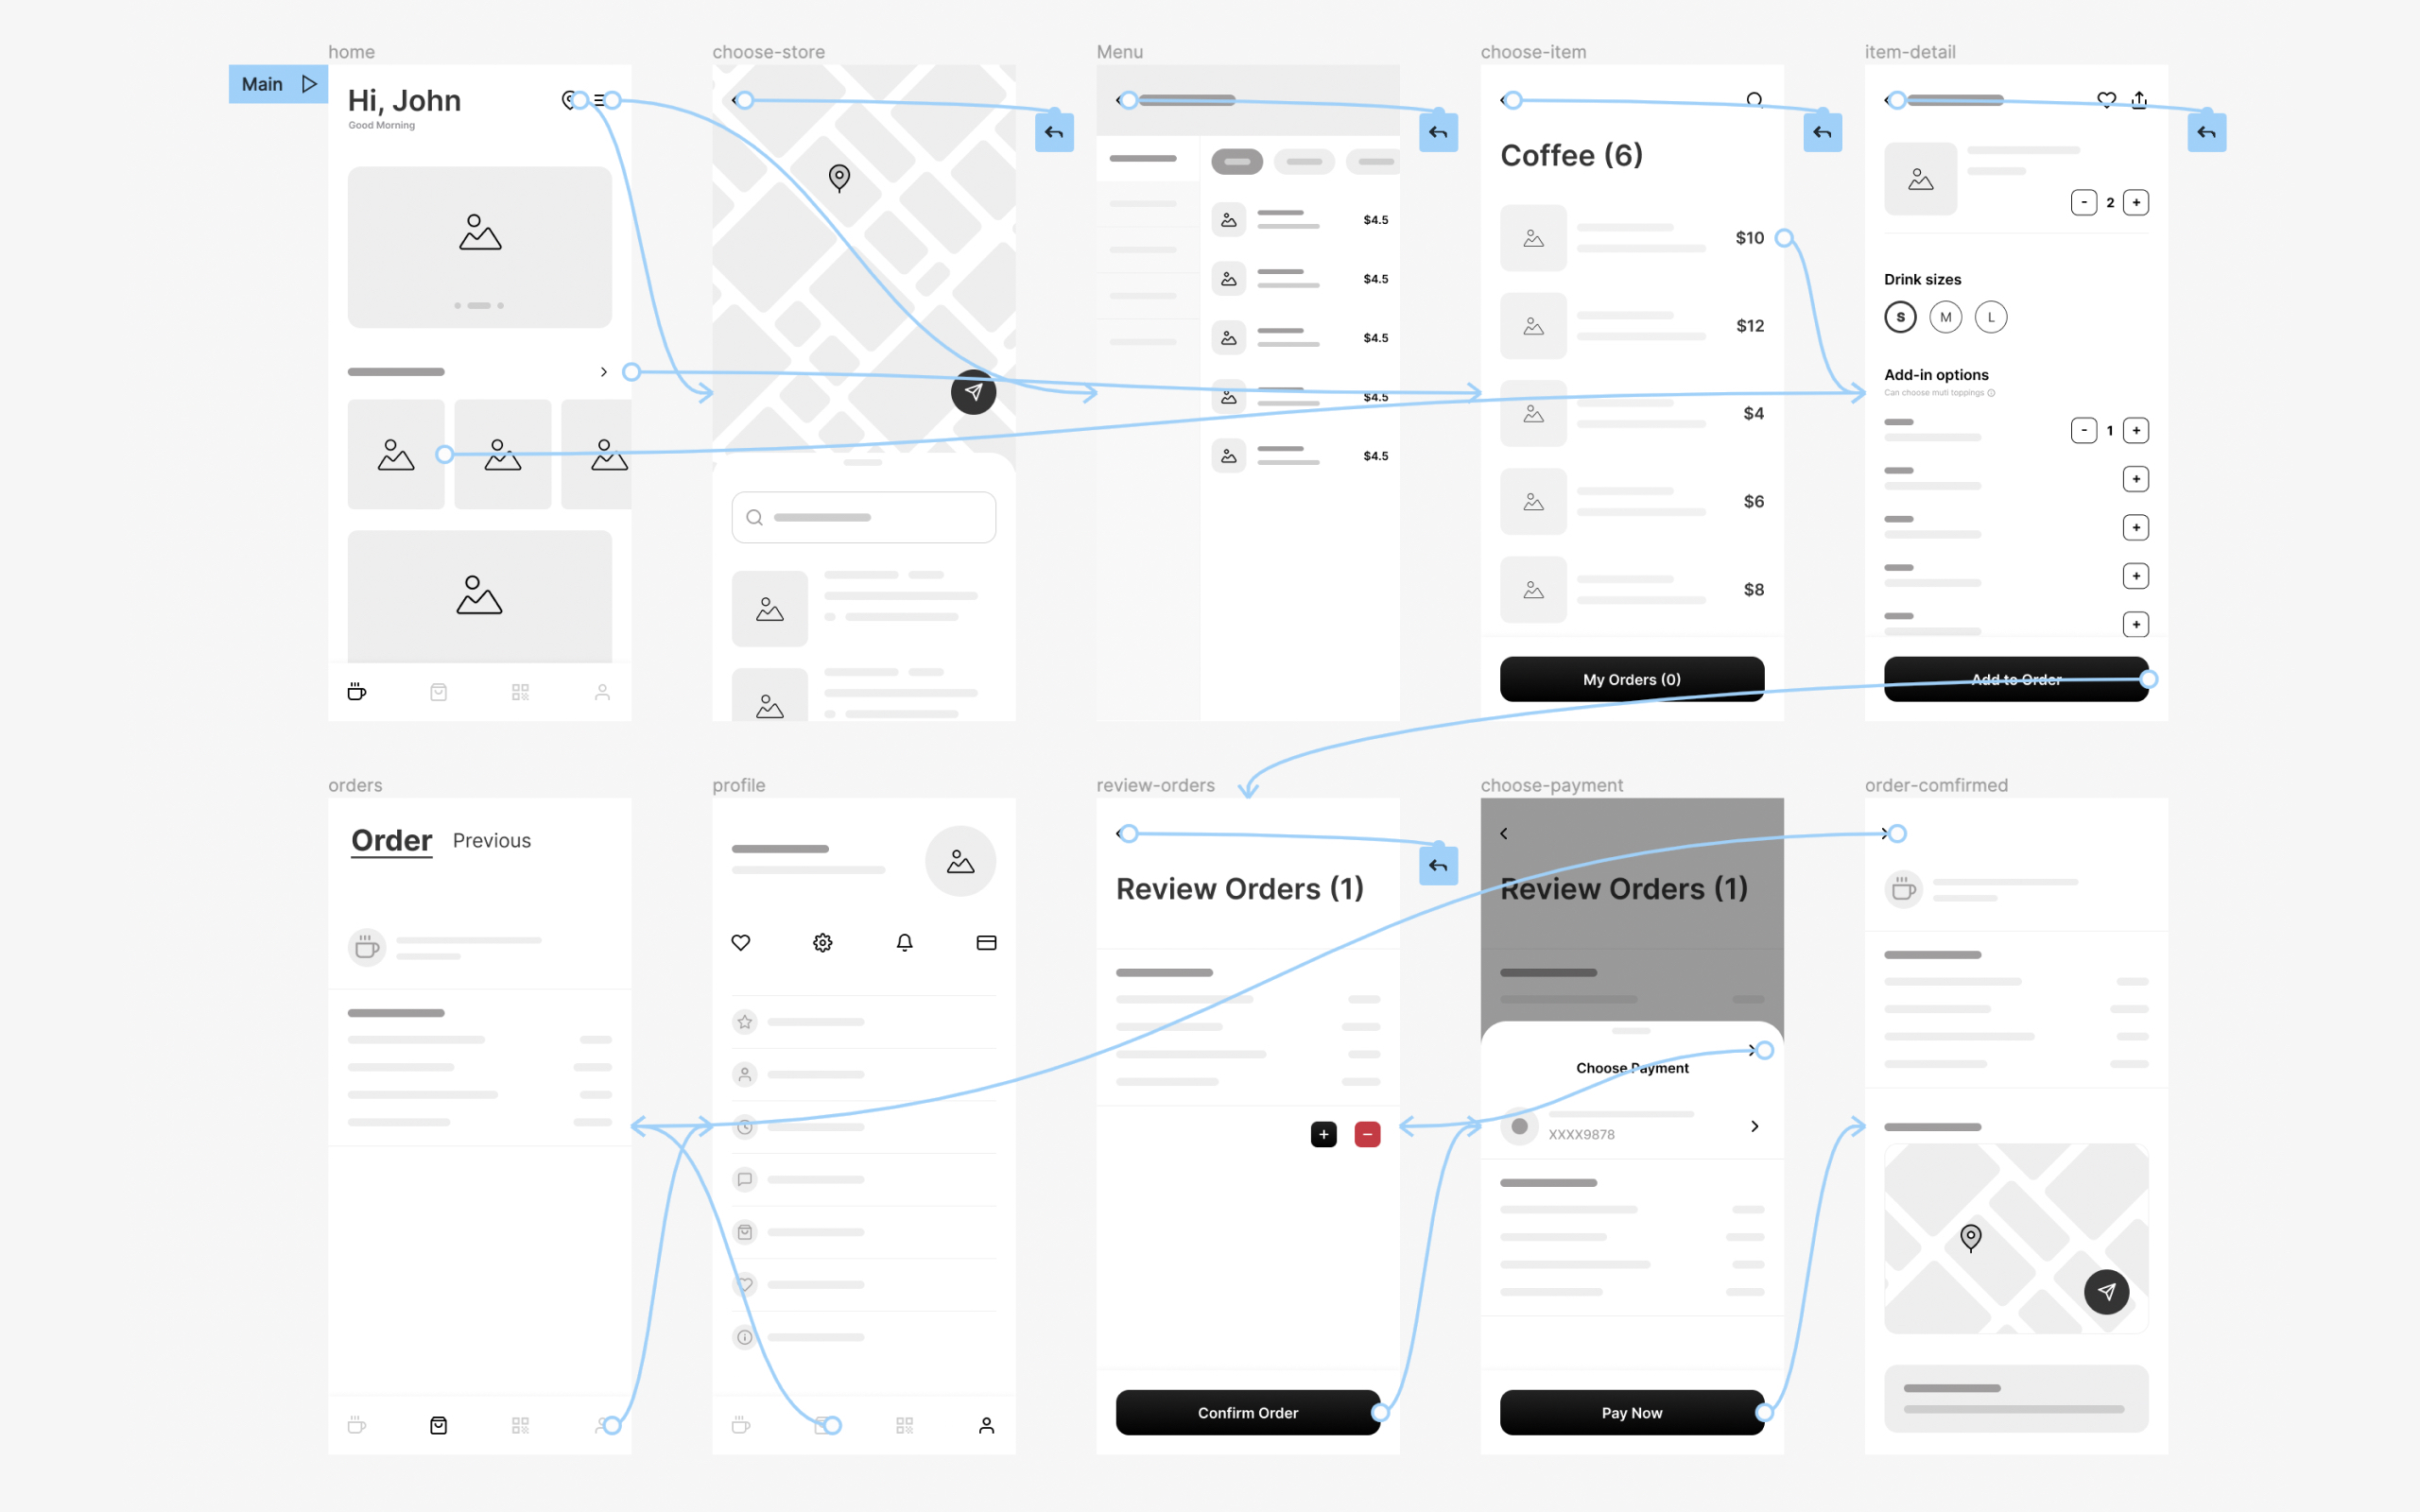 home
choose-store
Menu
choose-item
item-detail
Main
Hi, John
Good Morning
$4.5
$4.5
$4.5
$4.5
$4.5
Coffee (6)
$10
$12
$4
$6
$8
My Orders (0)
- 2 +
Drink sizes
S M L
Add-in options
Can choose muti toppings
- 1 +
+
+
+
+
Add to Order
orders
profile
review-orders
choose-payment
order-comfirmed
Order Previous
Review Orders (1)
+ −
Confirm Order
Review Orders (1)
Choose Payment
XXXX9878
Pay Now